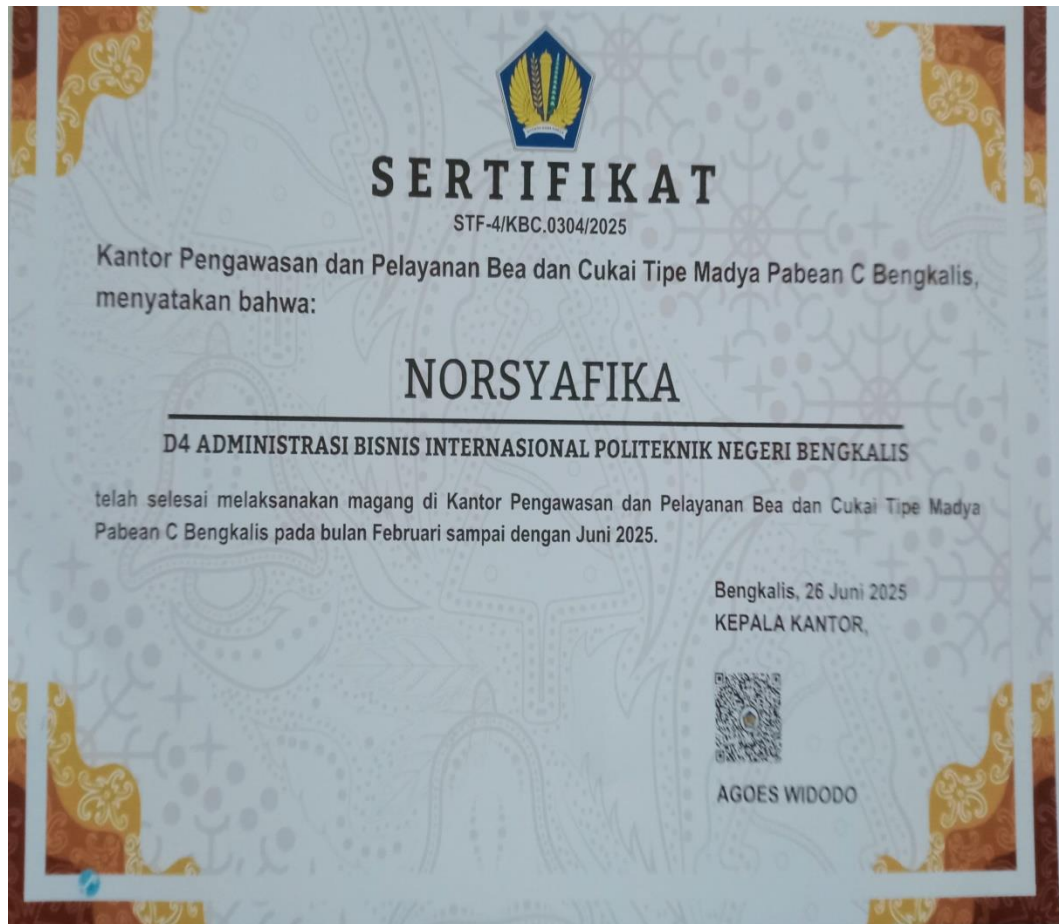 SERTIFIKAT
STF-4/KBC.0304/2025
Kantor Pengawasan dan Pelayanan Bea dan Cukai Tipe Madya Pabean C Bengkalis,
menyatakan bahwa:
NORSYAFIKA
D4 ADMINISTRASI BISNIS INTERNASIONAL POLITEKNIK NEGERI BENGKALIS
telah selesai melaksanakan magang di Kantor Pengawasan dan Pelayanan Bea dan Cukai Tipe Madya
Pabean C Bengkalis pada bulan Februari sampai dengan Juni 2025.
Bengkalis, 26 Juni 2025
KEPALA KANTOR,
AGOES WIDODO